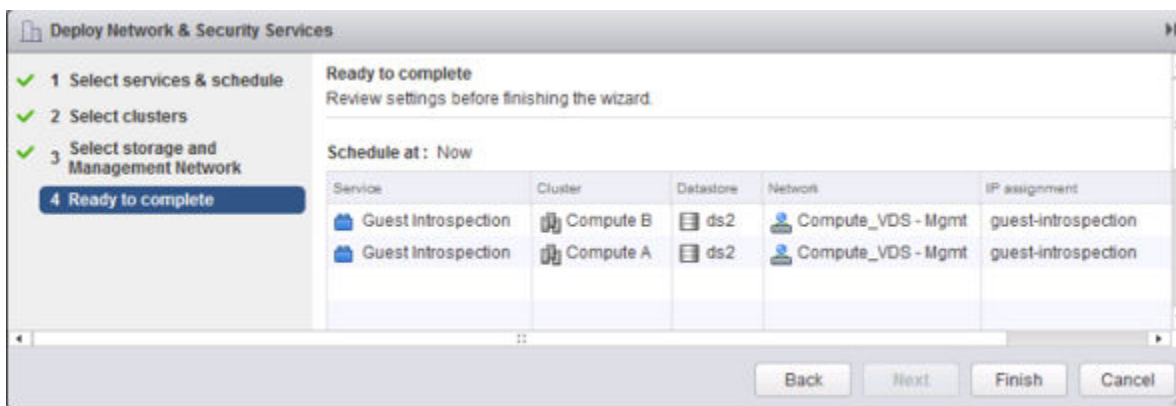 Deploy Network & Security Services
1 Select services & schedule
2 Select clusters
3 Select storage and
Management Network
4 Ready to complete
Ready to complete
Review settings before finishing the wizard.
Schedule at: Now
Service Cluster Datastore Network IP assignment
Guest Introspection Compute B ds2 Compute_VDS - Mgmt guest-introspection
Guest Introspection Compute A ds2 Compute_VDS - Mgmt guest-introspection
Back Next Finish Cancel